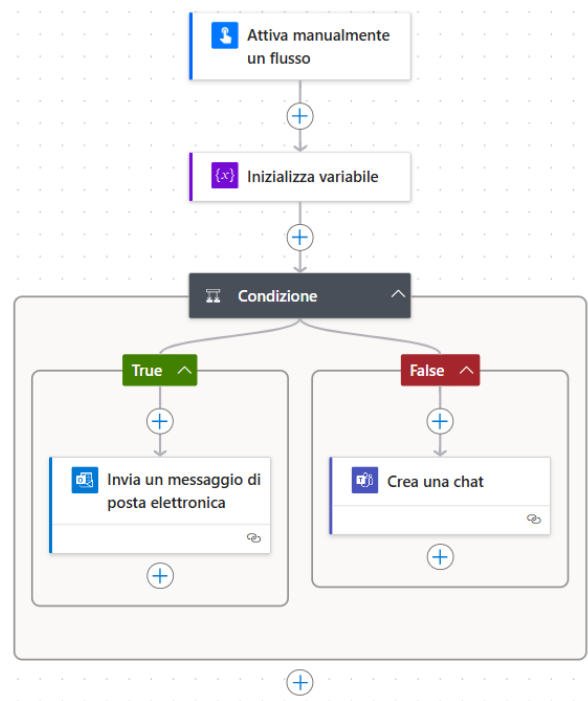 Attiva manualmente
un flusso
{x}
Inizializza variabile
Condizione
True
False
Invia un messaggio di
posta elettronica
Crea una chat